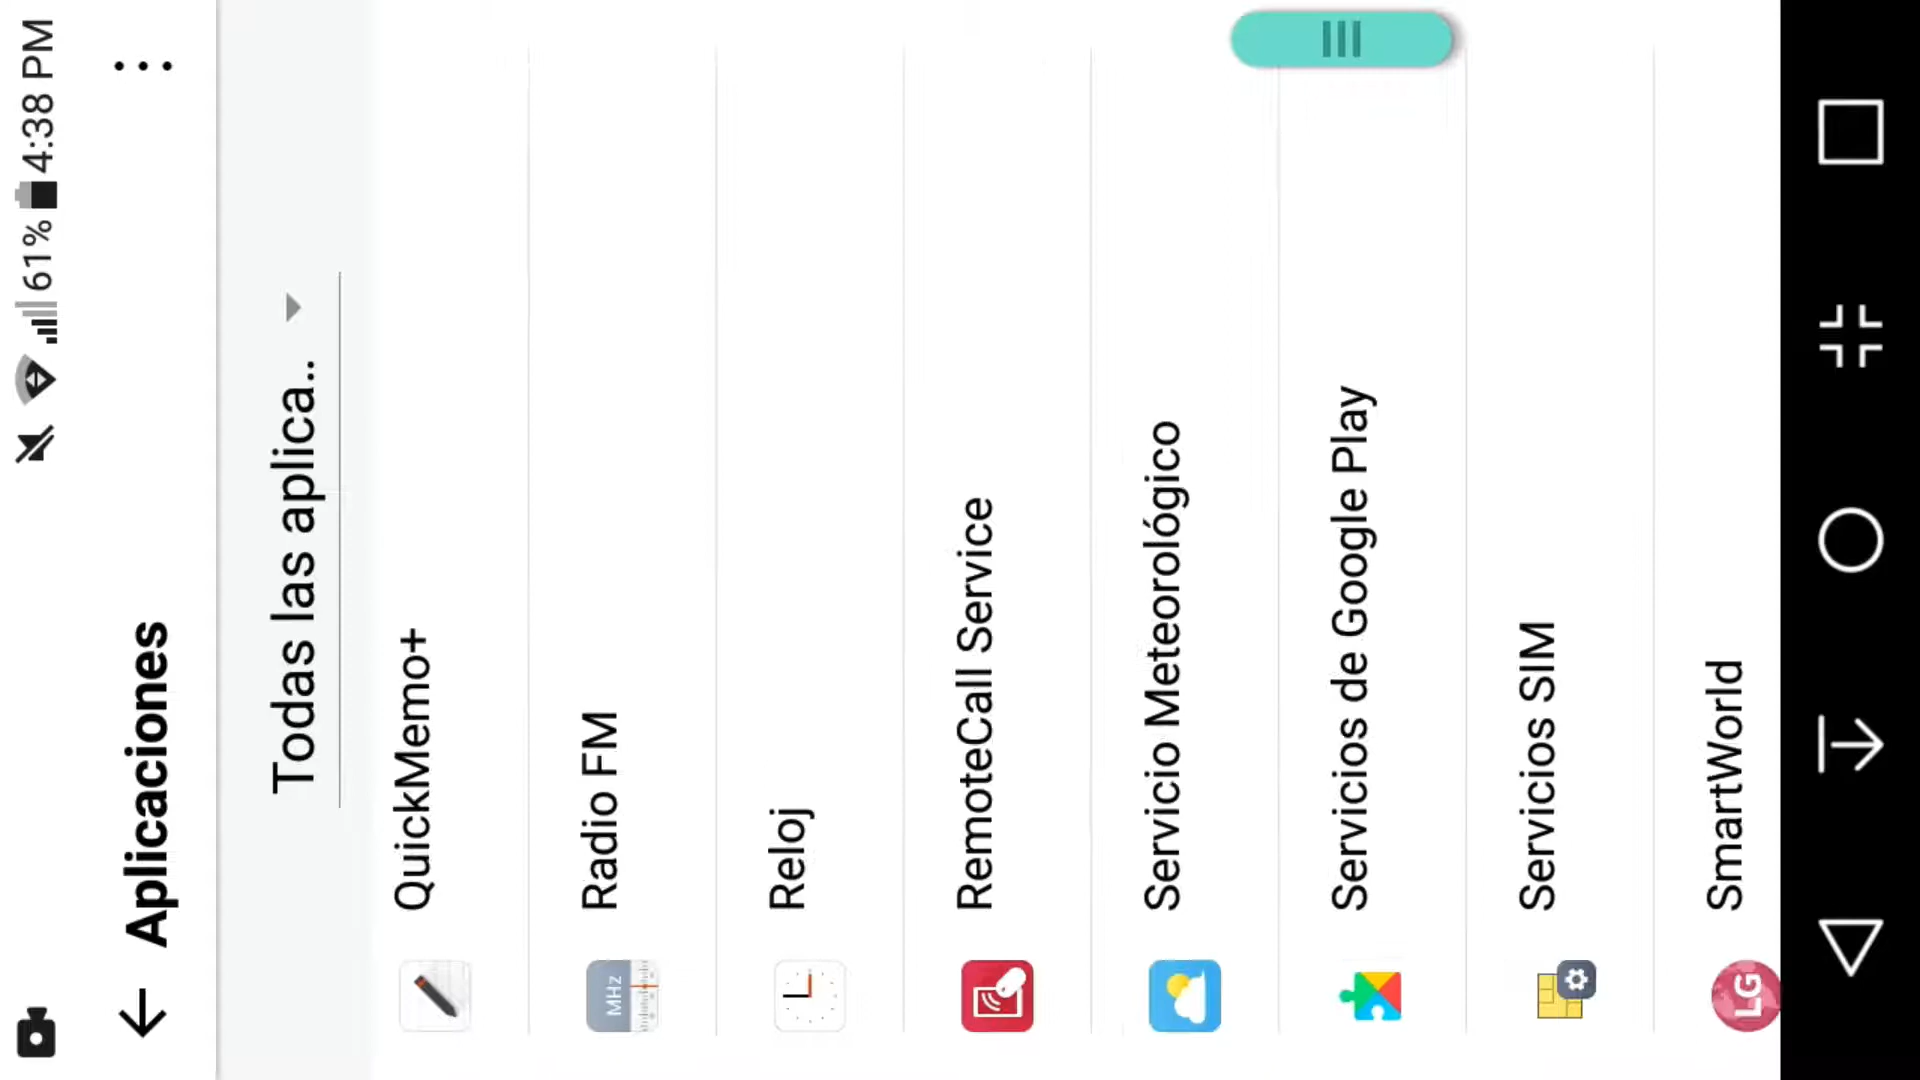 61% 4:38 PM
Aplicaciones
Todas las aplica..
QuickMemo+
MHz
Radio FM
Reloj
RemoteCall Service
Servicio Meteorológico
Servicios de Google Play
Servicios SIM
LG
SmartWorld